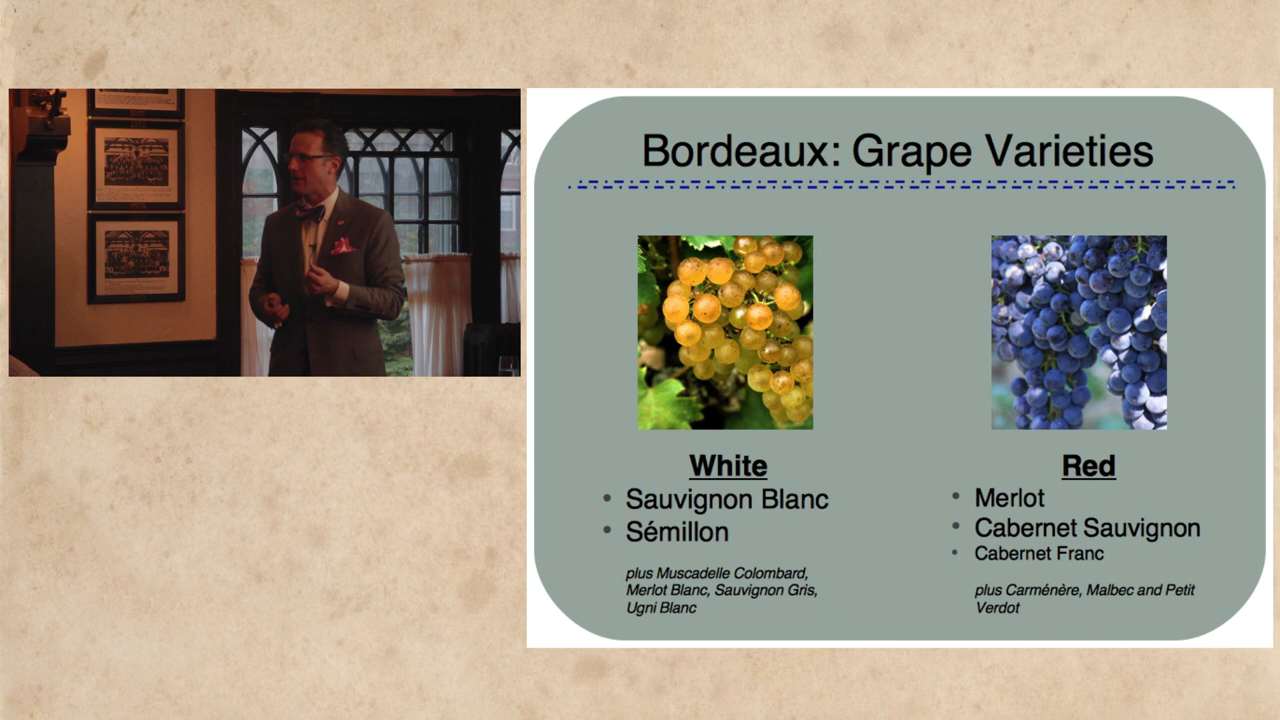 Bordeaux: Grape Varieties
White
• Sauvignon Blanc
• Sémillon
plus Muscadelle Colombard,
Merlot Blanc, Sauvignon Gris,
Ugni Blanc
Red
• Merlot
• Cabernet Sauvignon
• Cabernet Franc
plus Carménère, Malbec and Petit
Verdot